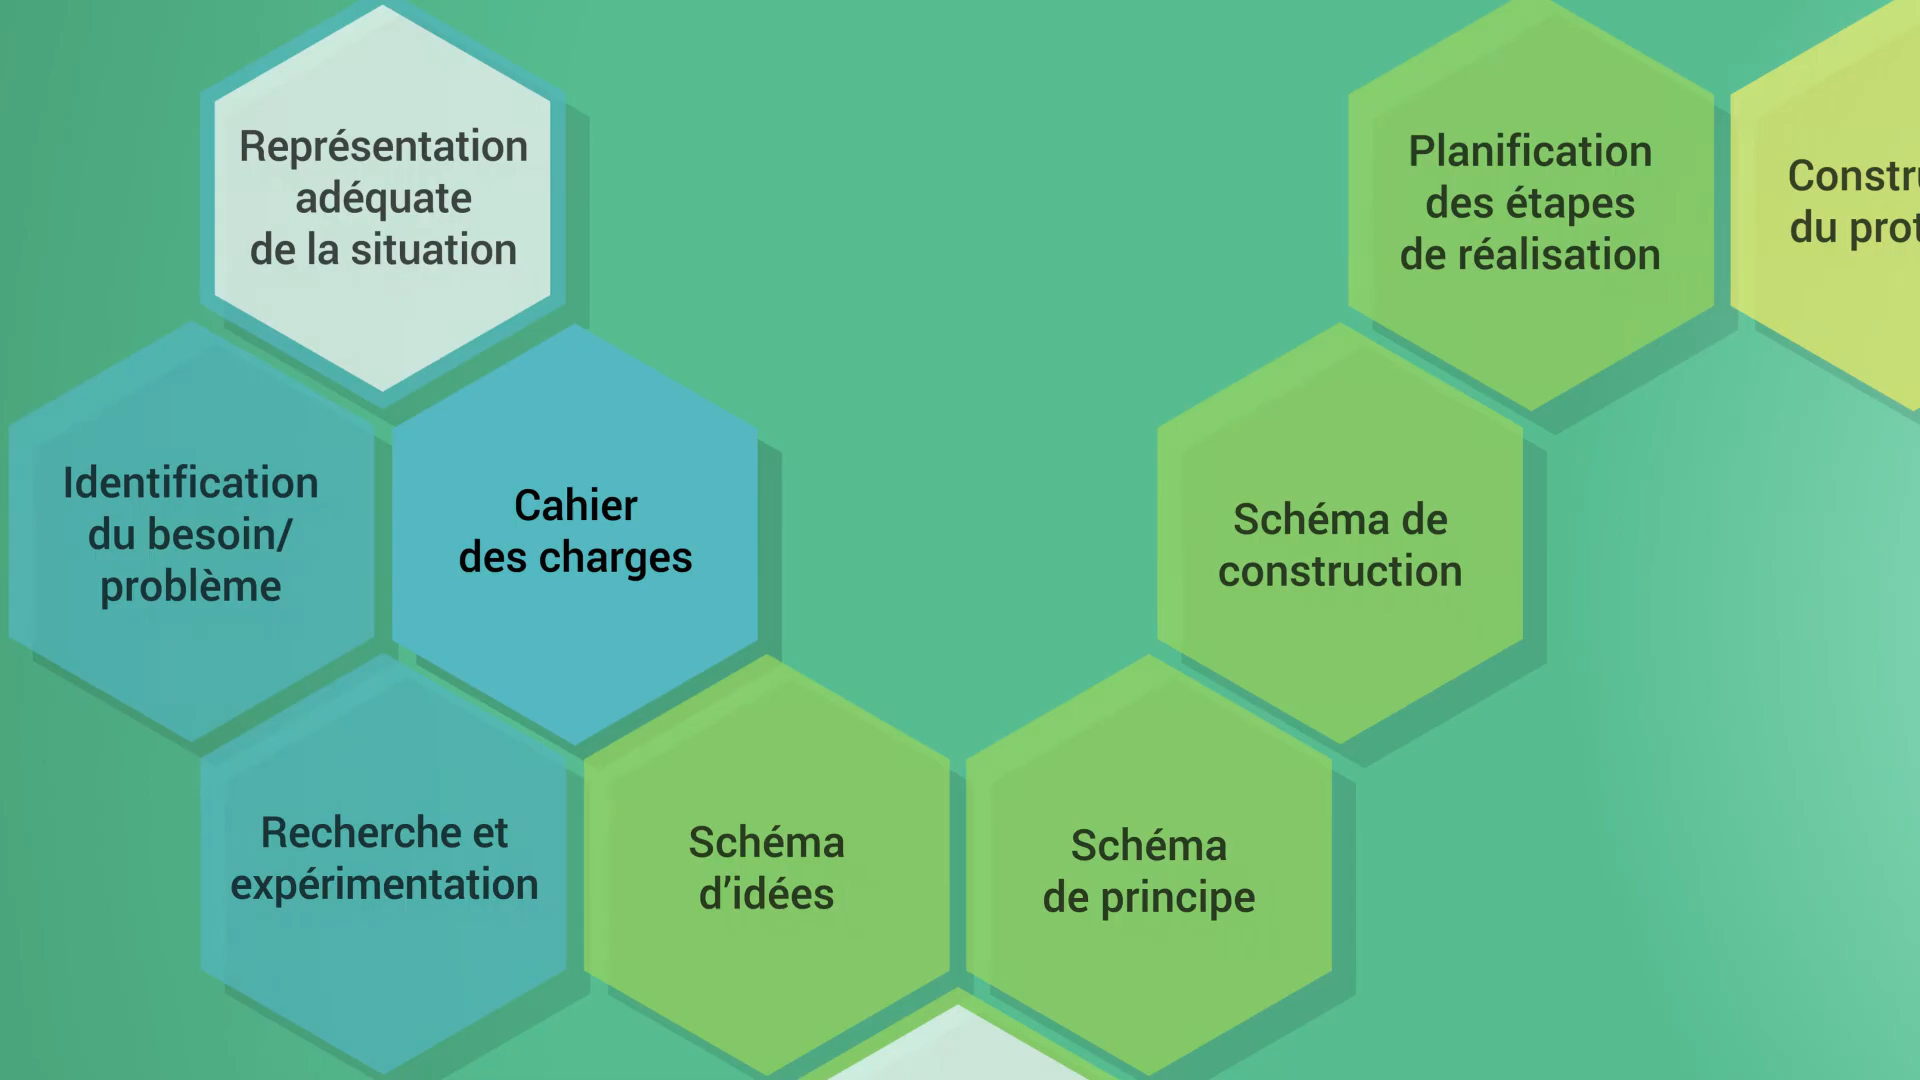 Représentation
adéquate
de la situation
Identification
du besoin/
problème
Cahier
des charges
Recherche et
expérimentation
Schéma
d’idées
Schéma
de principe
Schéma de
construction
Planification
des étapes
de réalisation
du